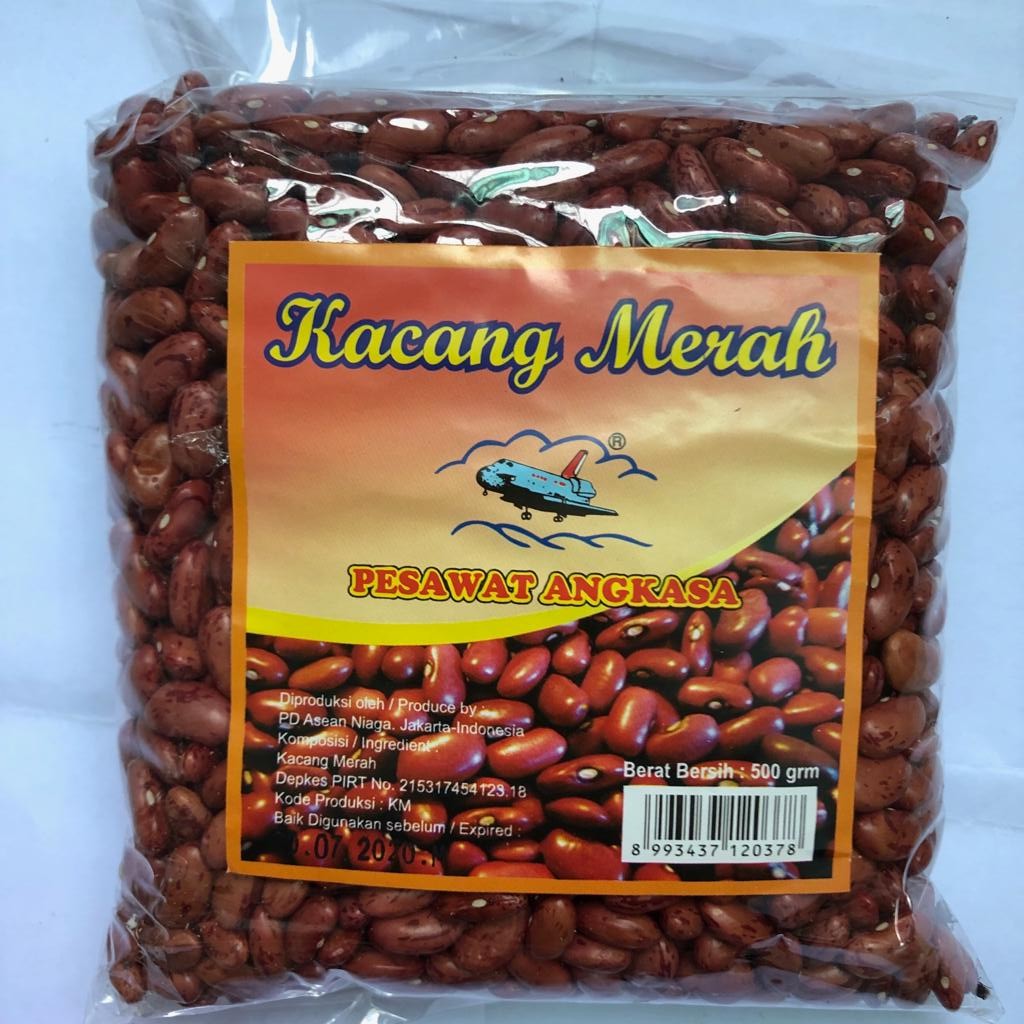 Kacang Merah
®
PESAWAT ANGKASA
Diproduksi oleh / Produce by :
PD Asean Niaga. Jakarta-Indonesia
Komposisi / Ingredient :
Kacang Merah
Depkes PIRT No. 215317454123.18
Kode Produksi : KM
Baik Digunakan sebelum / Expired :
.07.2020.
Berat Bersih : 500 grm
8 993437 120378